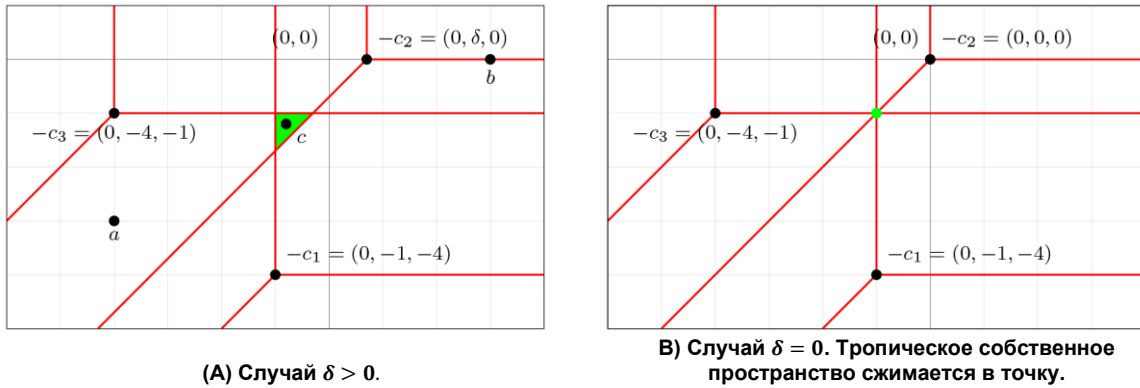 (0, 0)
−c₂ = (0, δ, 0)
b
−c₃ = (0, −4, −1)
c
a
−c₁ = (0, −1, −4)
(A) Случай δ > 0.
(0, 0)
−c₂ = (0, 0, 0)
−c₃ = (0, −4, −1)
−c₁ = (0, −1, −4)
B) Случай δ = 0. Тропическое собственное
пространство сжимается в точку.